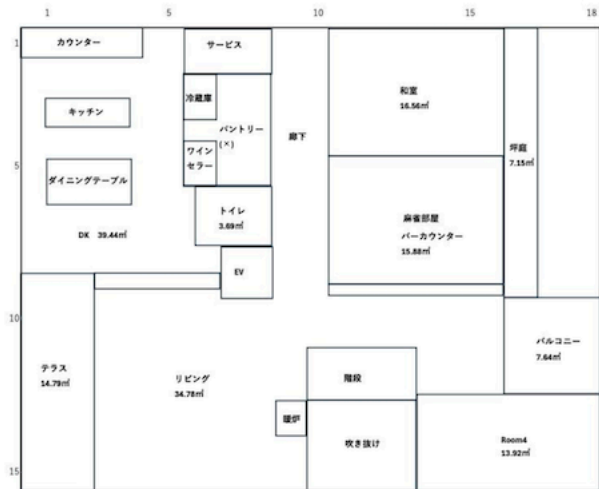 1 5 10 15 18
1
カウンター
サービス
冷蔵庫
和室
16.56㎡
キッチン
パントリー
(×)
廊下
坪庭
7.15㎡
ワイン
セラー
5
ダイニングテーブル
トイレ
3.69㎡
麻雀部屋
バーカウンター
15.88㎡
DK 39.44㎡
EV
10
テラス
14.79㎡
リビング
34.78㎡
階段
バルコニー
7.64㎡
暖炉
吹き抜け
Room4
13.92㎡
15